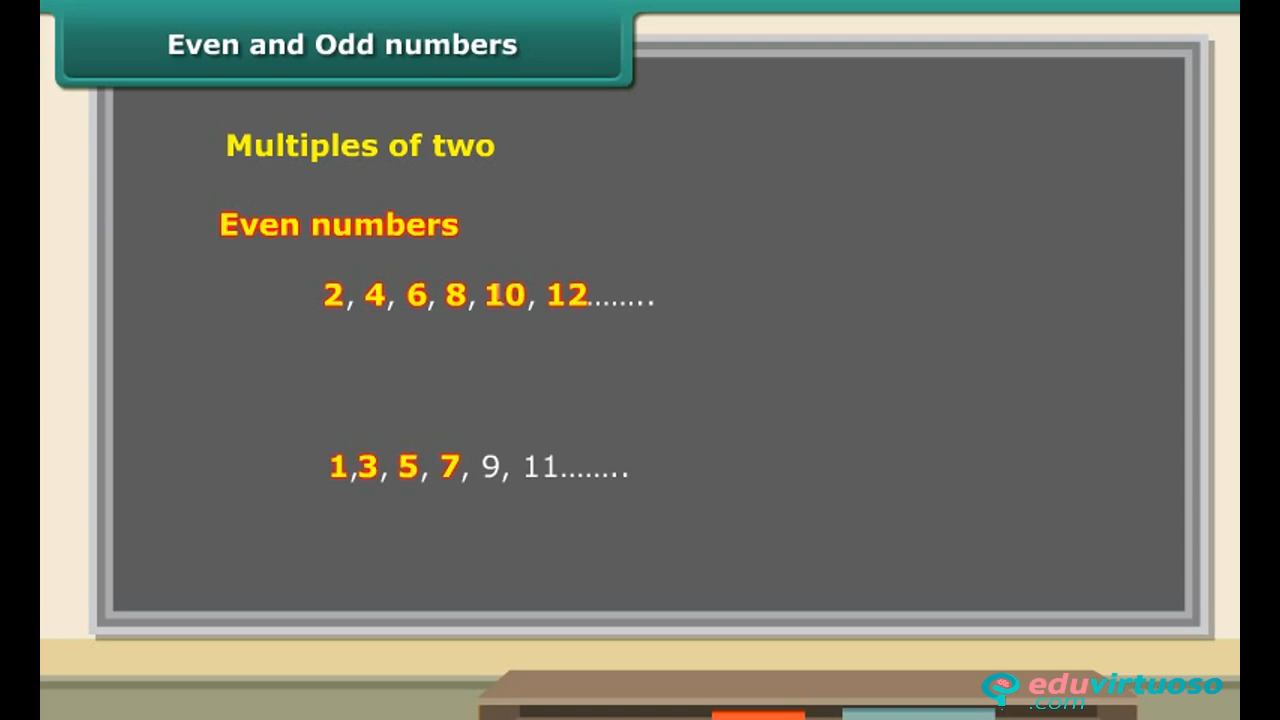 Even and Odd numbers
Multiples of two
Even numbers
2, 4, 6, 8, 10, 12........
1,3, 5, 7, 9, 11........
eduvirtuoso
.com